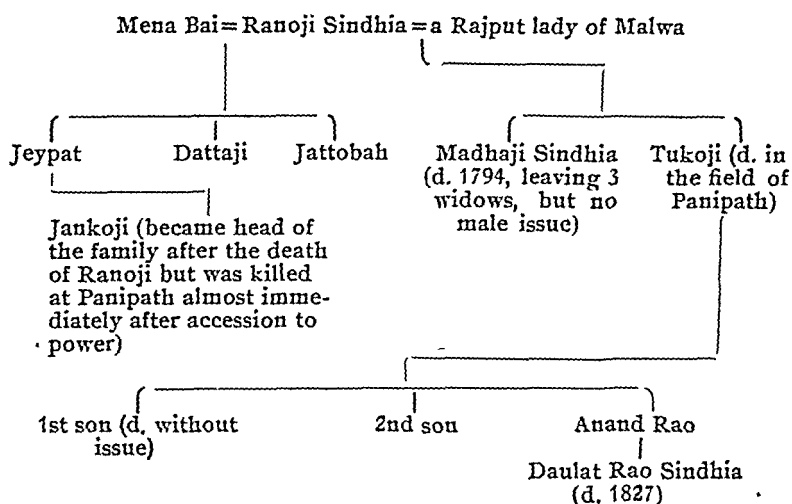 Mena Bai=Ranoji Sindhia=a Rajput lady of Malwa
Jeypat Dattaji Jattobah
Madhaji Sindhia
(d. 1794, leaving 3
widows, but no
male issue)
Tukoji (d. in
the field of
Panipath)
Jankoji (became head of
the family after the death
of Ranoji but was killed
at Panipath almost imme-
diately after accession to
power)
1st son (d. without
issue)
2nd son
Anand Rao
Daulat Rao Sindhia
(d. 1827)